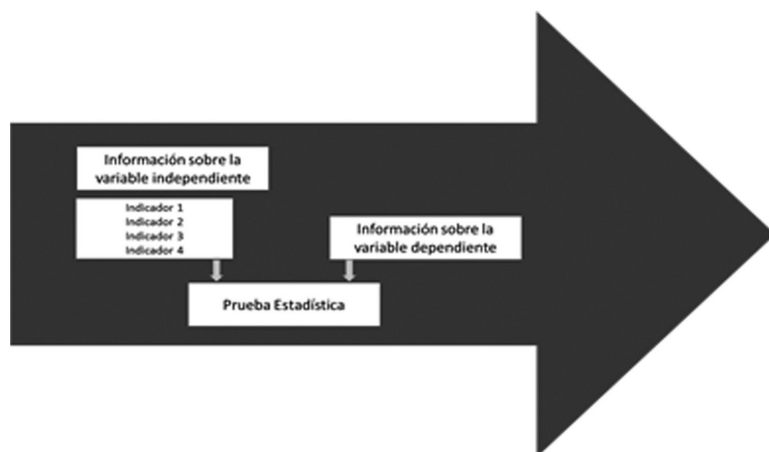 Información sobre la
variable independiente
Indicador 1
Indicador 2
Indicador 3
Indicador 4
Información sobre la
variable dependiente
Prueba Estadística